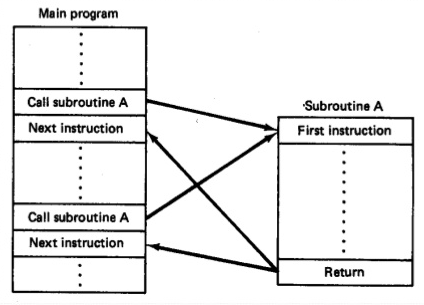 Main program
Call subroutine A
Next instruction
Call subroutine A
Next instruction
Subroutine A
First instruction
Return